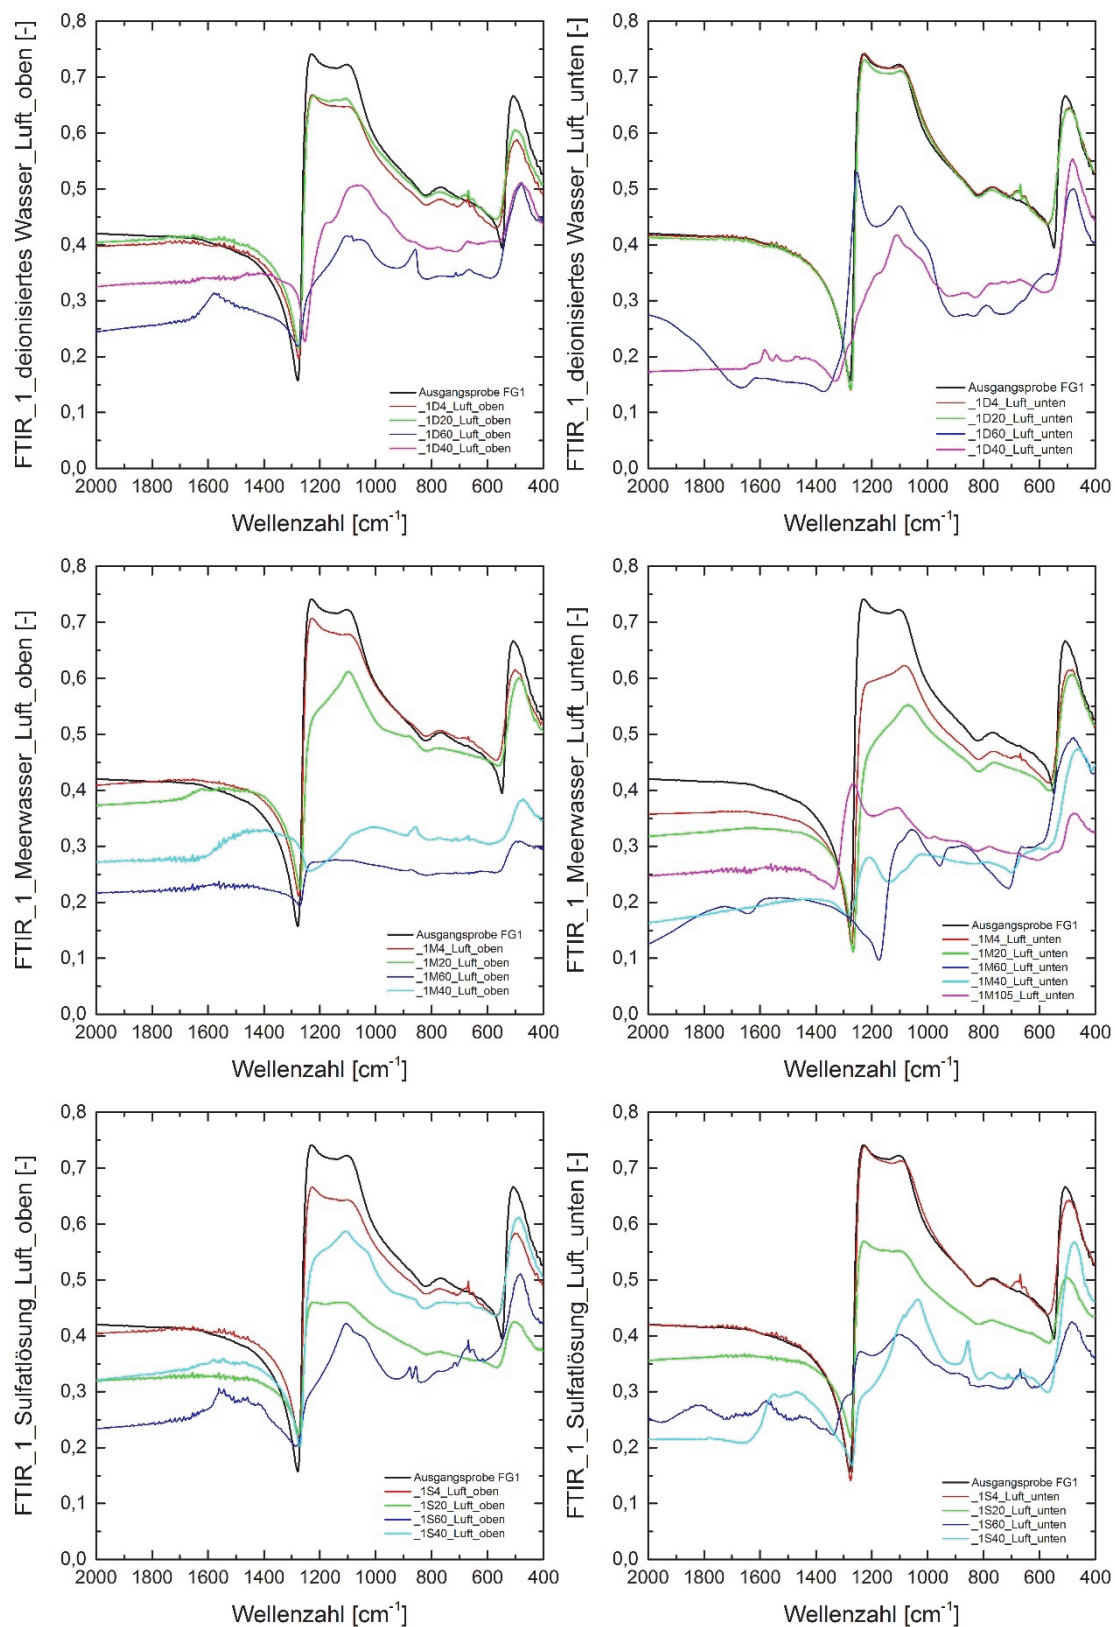 FTIR_1_deionisiertes Wasser_Luft_oben [-]
0,8
0,7
0,6
0,5
0,4
0,3
0,2
0,1
0,0
Ausgangsprobe FG1
_1D4_Luft_oben
_1D20_Luft_oben
_1D60_Luft_oben
_1D40_Luft_oben
2000 1800 1600 1400 1200 1000 800 600 400
Wellenzahl [cm⁻¹]
FTIR_1_deionisiertes Wasser_Luft_unten [-]
0,8
0,7
0,6
0,5
0,4
0,3
0,2
0,1
0,0
Ausgangsprobe FG1
_1D4_Luft_unten
_1D20_Luft_unten
_1D60_Luft_unten
_1D40_Luft_unten
2000 1800 1600 1400 1200 1000 800 600 400
Wellenzahl [cm⁻¹]
FTIR_1_Meerwasser_Luft_oben [-]
0,8
0,7
0,6
0,5
0,4
0,3
0,2
0,1
0,0
Ausgangsprobe FG1
_1M4_Luft_oben
_1M20_Luft_oben
_1M60_Luft_oben
_1M40_Luft_oben
2000 1800 1600 1400 1200 1000 800 600 400
Wellenzahl [cm⁻¹]
FTIR_1_Meerwasser_Luft_unten [-]
0,8
0,7
0,6
0,5
0,4
0,3
0,2
0,1
0,0
Ausgangsprobe FG1
_1M4_Luft_unten
_1M20_Luft_unten
_1M60_Luft_unten
_1M40_Luft_unten
_1M105_Luft_unten
2000 1800 1600 1400 1200 1000 800 600 400
Wellenzahl [cm⁻¹]
FTIR_1_Sulfatlösung_Luft_oben [-]
0,8
0,7
0,6
0,5
0,4
0,3
0,2
0,1
0,0
Ausgangsprobe FG1
_1S4_Luft_oben
_1S20_Luft_oben
_1S60_Luft_oben
_1S40_Luft_oben
2000 1800 1600 1400 1200 1000 800 600 400
Wellenzahl [cm⁻¹]
FTIR_1_Sulfatlösung_Luft_unten [-]
0,8
0,7
0,6
0,5
0,4
0,3
0,2
0,1
0,0
Ausgangsprobe FG1
_1S4_Luft_unten
_1S20_Luft_unten
_1S60_Luft_unten
_1S40_Luft_unten
2000 1800 1600 1400 1200 1000 800 600 400
Wellenzahl [cm⁻¹]